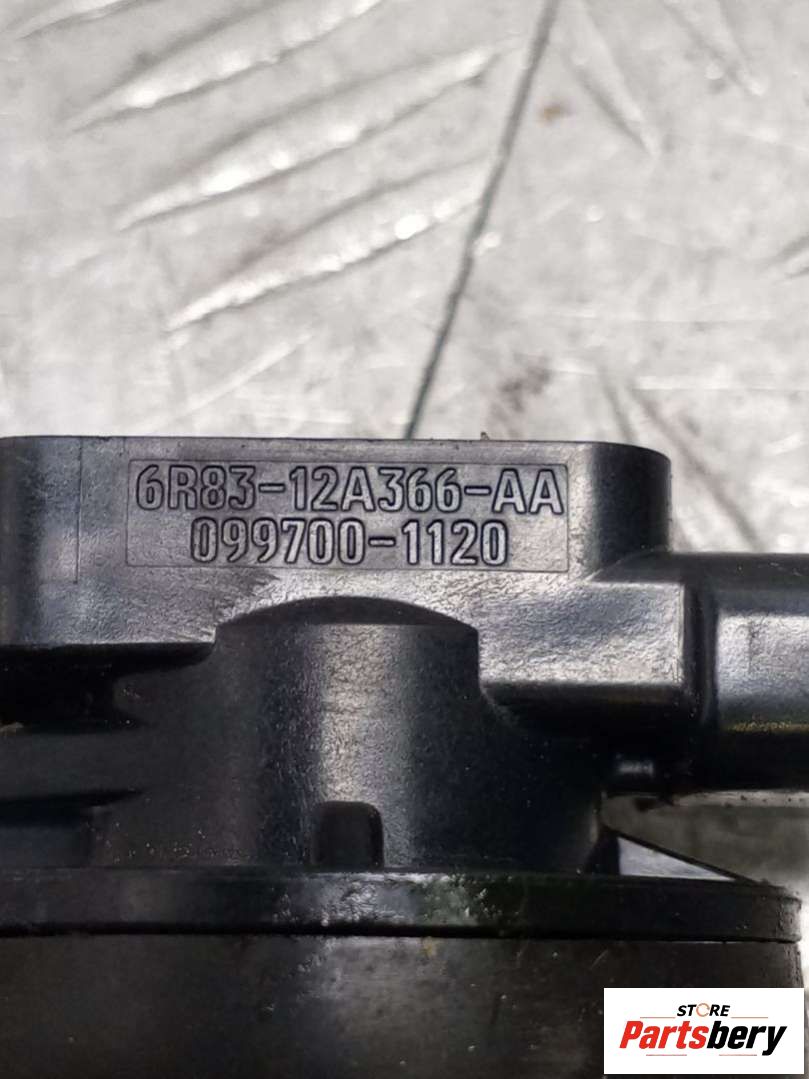 6R83-12A366-AA
099700-1120
STORE
Partsbery